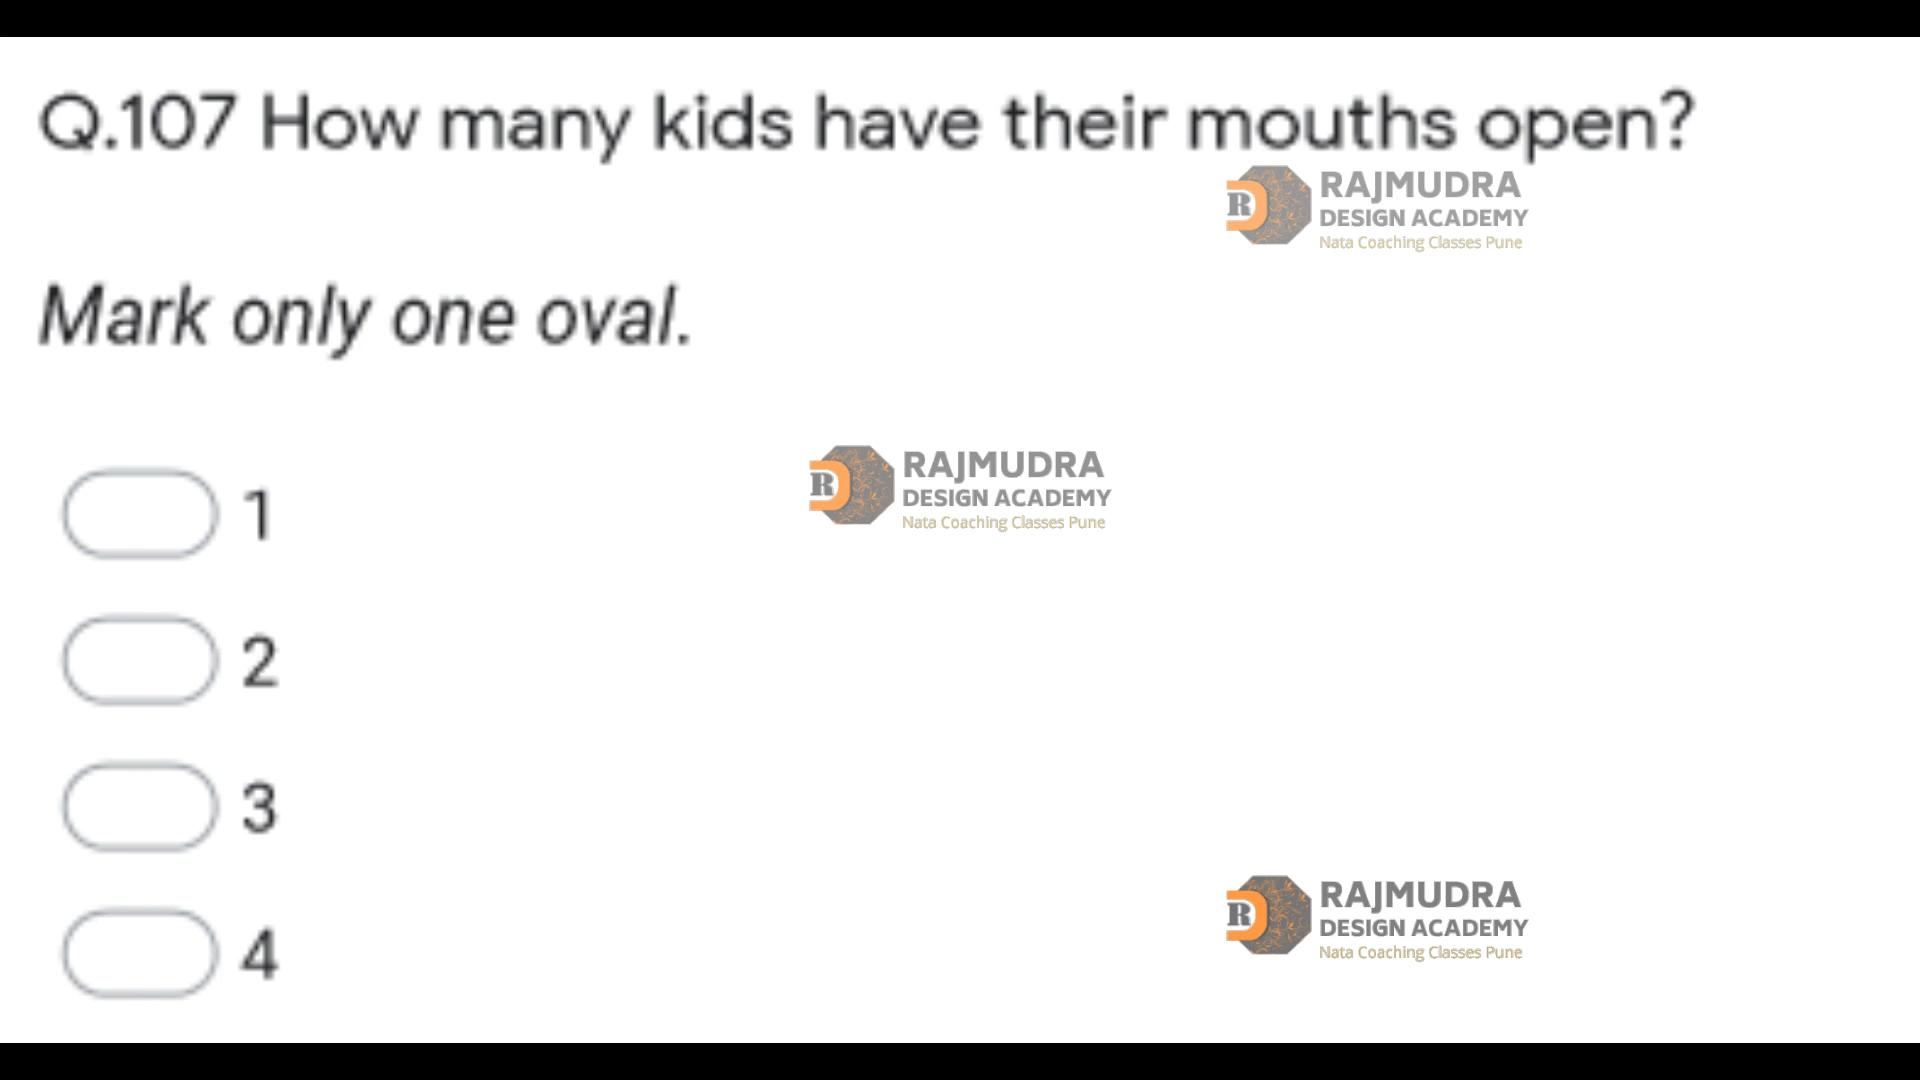 Q.107 How many kids have their mouths open?
R RAJMUDRA
DESIGN ACADEMY
Nata Coaching Classes Pune
Mark only one oval.
R RAJMUDRA
DESIGN ACADEMY
Nata Coaching Classes Pune
1
2
3
R RAJMUDRA
DESIGN ACADEMY
Nata Coaching Classes Pune
4